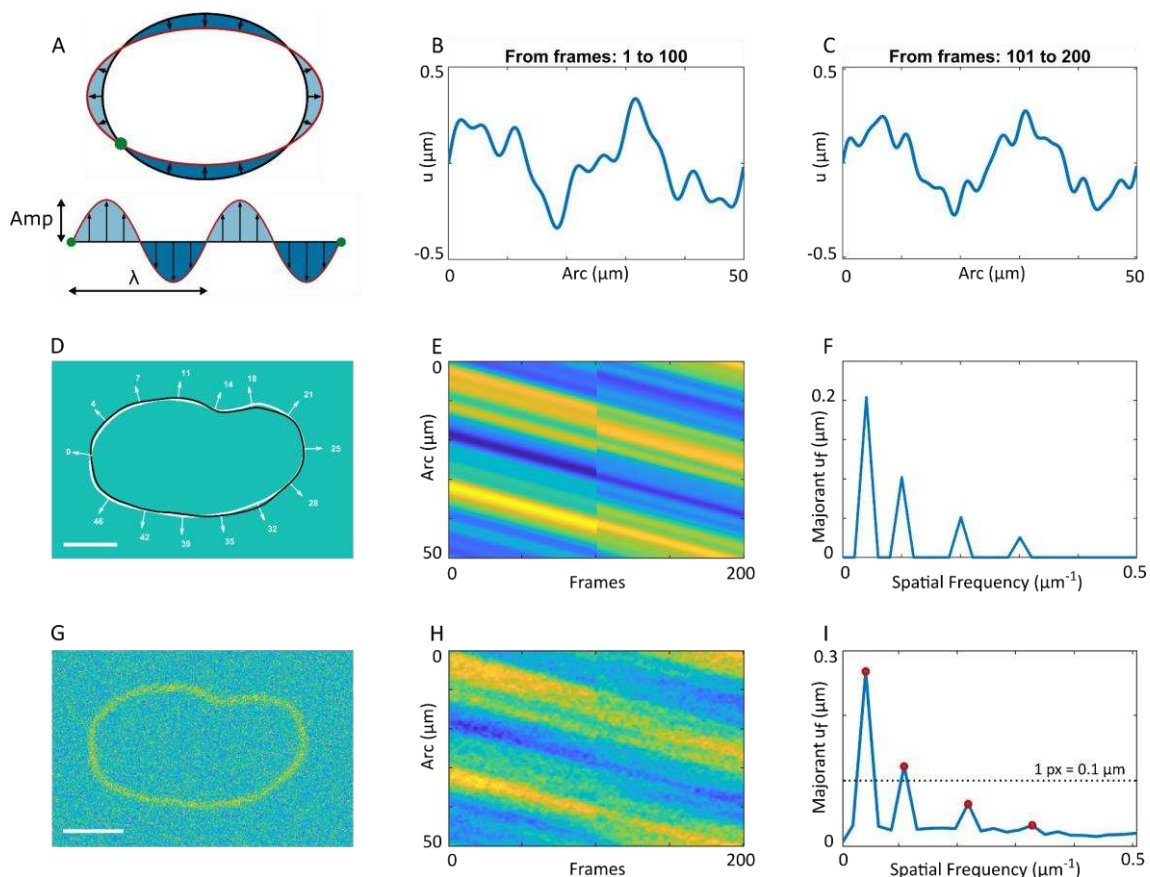 A
Amp
λ
B
From frames: 1 to 100
0.5
u (µm)
-0.5
0
50
Arc (µm)
C
From frames: 101 to 200
0.5
u (µm)
-0.5
0
50
Arc (µm)
D
0
4
7
11
14
18
21
25
28
32
35
39
42
46
E
0
Arc (µm)
50
0
200
Frames
F
0.2
Majorant uf (µm)
0
0
0.5
Spatial Frequency (µm-1)
G
H
0
Arc (µm)
50
0
200
Frames
I
0.3
Majorant uf (µm)
1 px = 0.1 µm
0
0
0.5
Spatial Frequency (µm-1)